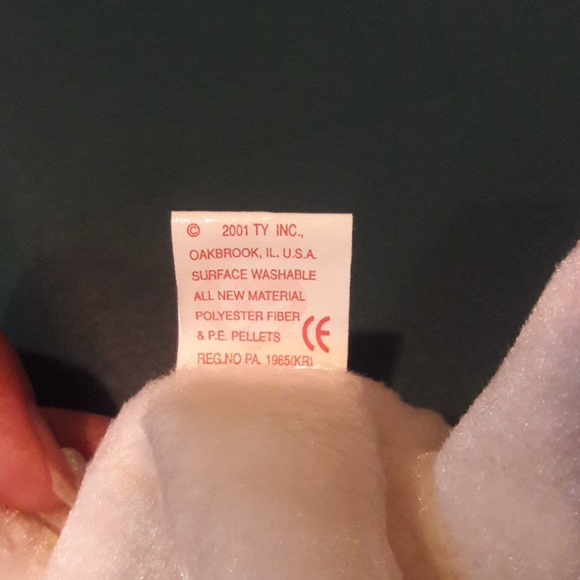 © 2001 TY INC.,
OAKBROOK, IL. U.S.A.
SURFACE WASHABLE
ALL NEW MATERIAL
POLYESTER FIBER
& P.E. PELLETS CE
REG.NO PA. 1965(KR)